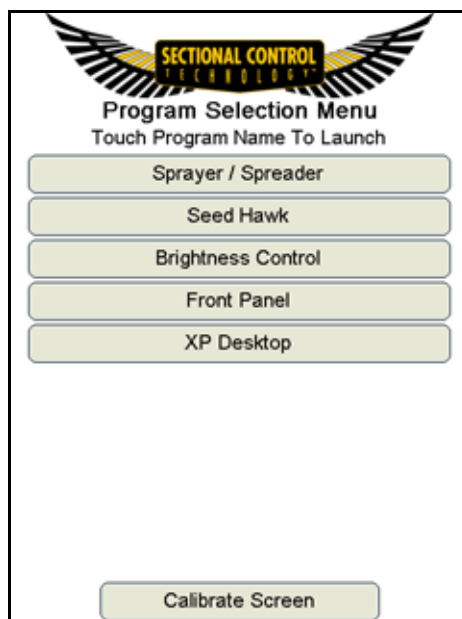 SECTIONAL CONTROL
TECHNOLOGY™
Program Selection Menu
Touch Program Name To Launch
Sprayer / Spreader
Seed Hawk
Brightness Control
Front Panel
XP Desktop
Calibrate Screen